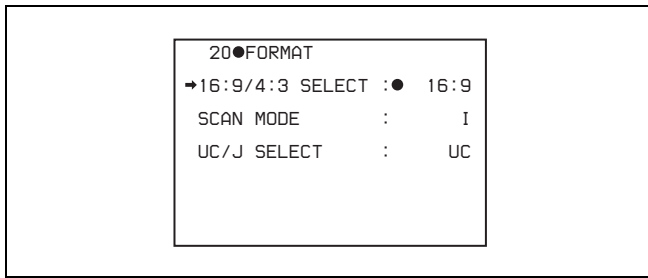 20●FORMAT
➡16:9/4:3 SELECT :● 16:9
SCAN MODE : I
UC/J SELECT : UC